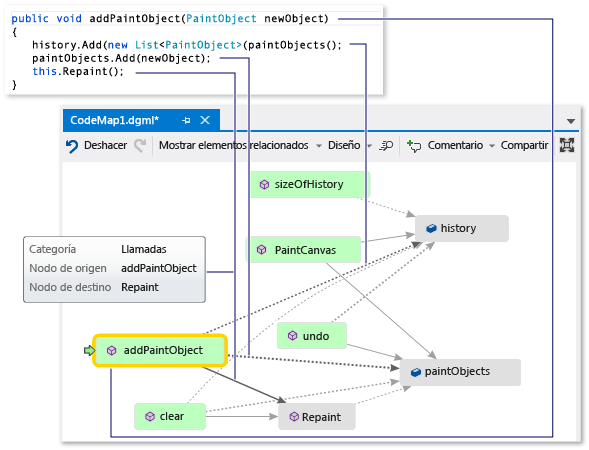 public void addPaintObject(PaintObject newObject)
{
history.Add(new List<PaintObject>(paintObjects();
paintObjects.Add(newObject);
this.Repaint();
}
CodeMap1.dgml*
Deshacer Mostrar elementos relacionados Diseño Comentario Compartir
sizeOfHistory
history
PaintCanvas
Categoría Llamadas
Nodo de origen addPaintObject
Nodo de destino Repaint
undo
addPaintObject
paintObjects
clear
Repaint